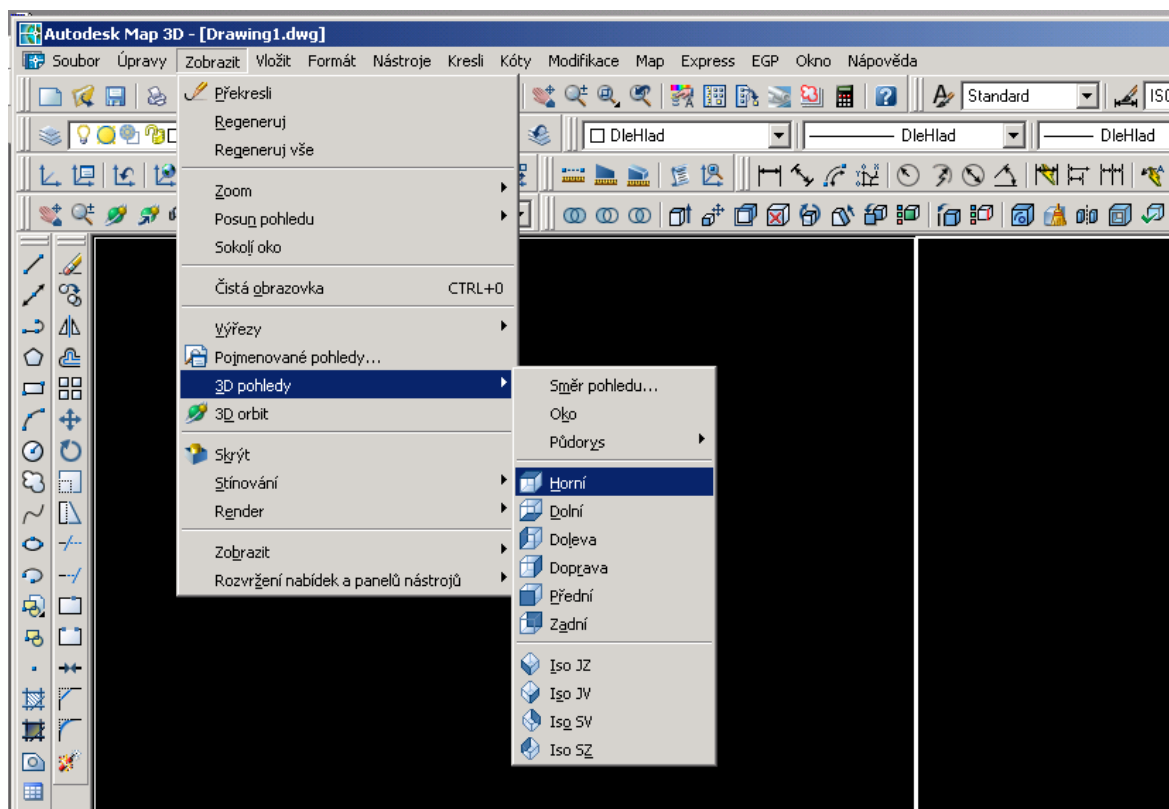 Autodesk Map 3D - [Drawing1.dwg]
Soubor Úpravy Zobrazit Vložit Formát Nástroje Kresli Kóty Modifikace Map Express EGP Okno Nápověda
Standard
DleHlad DleHlad DleHlad
Překresli
Regeneruj
Regeneruj vše
Zoom
Posun pohledu
Sokolí oko
Čistá obrazovka CTRL+0
Výřezy
Pojmenované pohledy...
3D pohledy
3D orbit
Skrýt
Stínování
Render
Zobrazit
Rozvržení nabídek a panelů nástrojů
Směr pohledu...
Oko
Půdorys
Horní
Dolní
Doleva
Doprava
Přední
Zadní
Iso JZ
Iso JV
Iso SV
Iso SZ